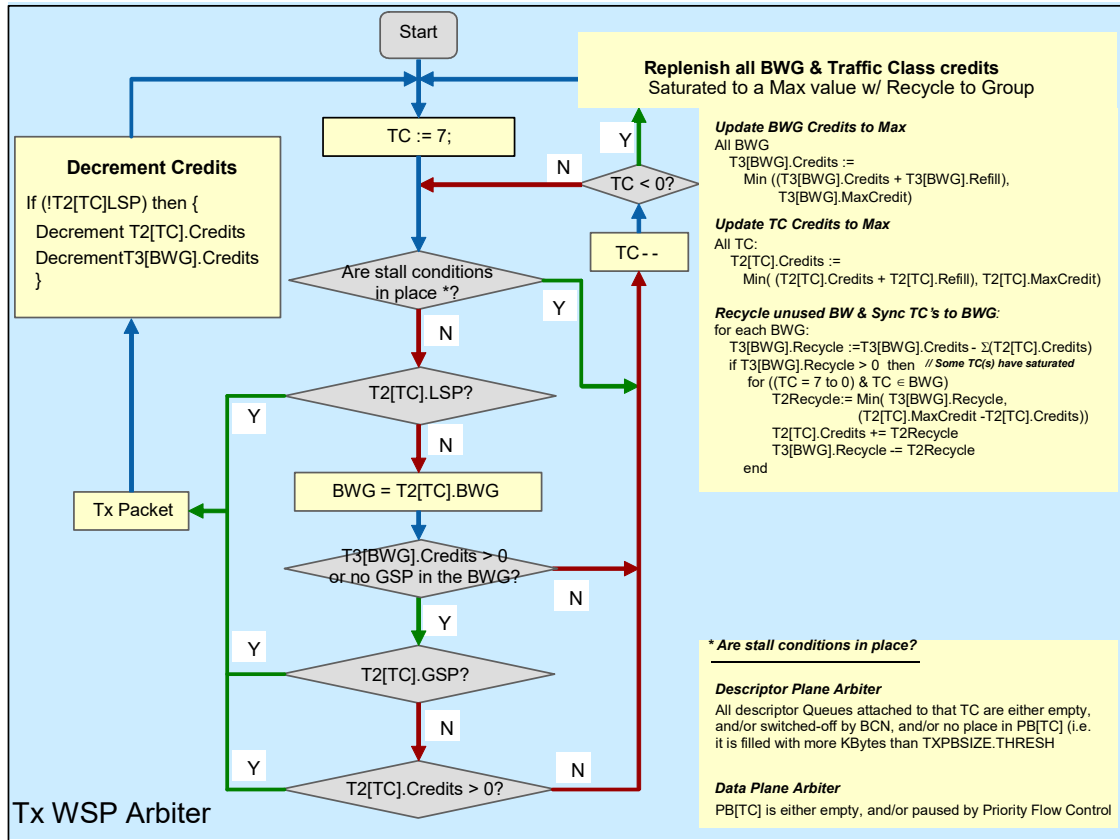 Start
TC := 7;
Replenish all BWG & Traffic Class credits
Saturated to a Max value w/ Recycle to Group
Update BWG Credits to Max
All BWG
T3[BWG].Credits :=
Min ((T3[BWG].Credits + T3[BWG].Refill),
T3[BWG].MaxCredit)
Update TC Credits to Max
All TC:
T2[TC].Credits :=
Min( (T2[TC].Credits + T2[TC].Refill), T2[TC].MaxCredit)
Recycle unused BW & Sync TC's to BWG:
for each BWG:
T3[BWG].Recycle :=T3[BWG].Credits - Σ(T2[TC].Credits)
if T3[BWG].Recycle > 0 then // Some TC(s) have saturated
for ((TC = 7 to 0) & TC ∈ BWG)
T2Recycle:= Min( T3[BWG].Recycle,
(T2[TC].MaxCredit -T2[TC].Credits))
T2[TC].Credits += T2Recycle
T3[BWG].Recycle -= T2Recycle
end
Y
N
TC < 0?
TC--
Decrement Credits
If (!T2[TC]LSP) then {
Decrement T2[TC].Credits
DecrementT3[BWG].Credits
}
Are stall conditions
in place *?
Y
N
T2[TC].LSP?
Y
N
BWG = T2[TC].BWG
Tx Packet
T3[BWG].Credits > 0
or no GSP in the BWG?
N
Y
Y
T2[TC].GSP?
N
Y
N
T2[TC].Credits > 0?
Tx WSP Arbiter
* Are stall conditions in place?
Descriptor Plane Arbiter
All descriptor Queues attached to that TC are either empty,
and/or switched-off by BCN, and/or no place in PB[TC] (i.e.
it is filled with more KBytes than TXPBSIZE.THRESH
Data Plane Arbiter
PB[TC] is either empty, and/or paused by Priority Flow Control